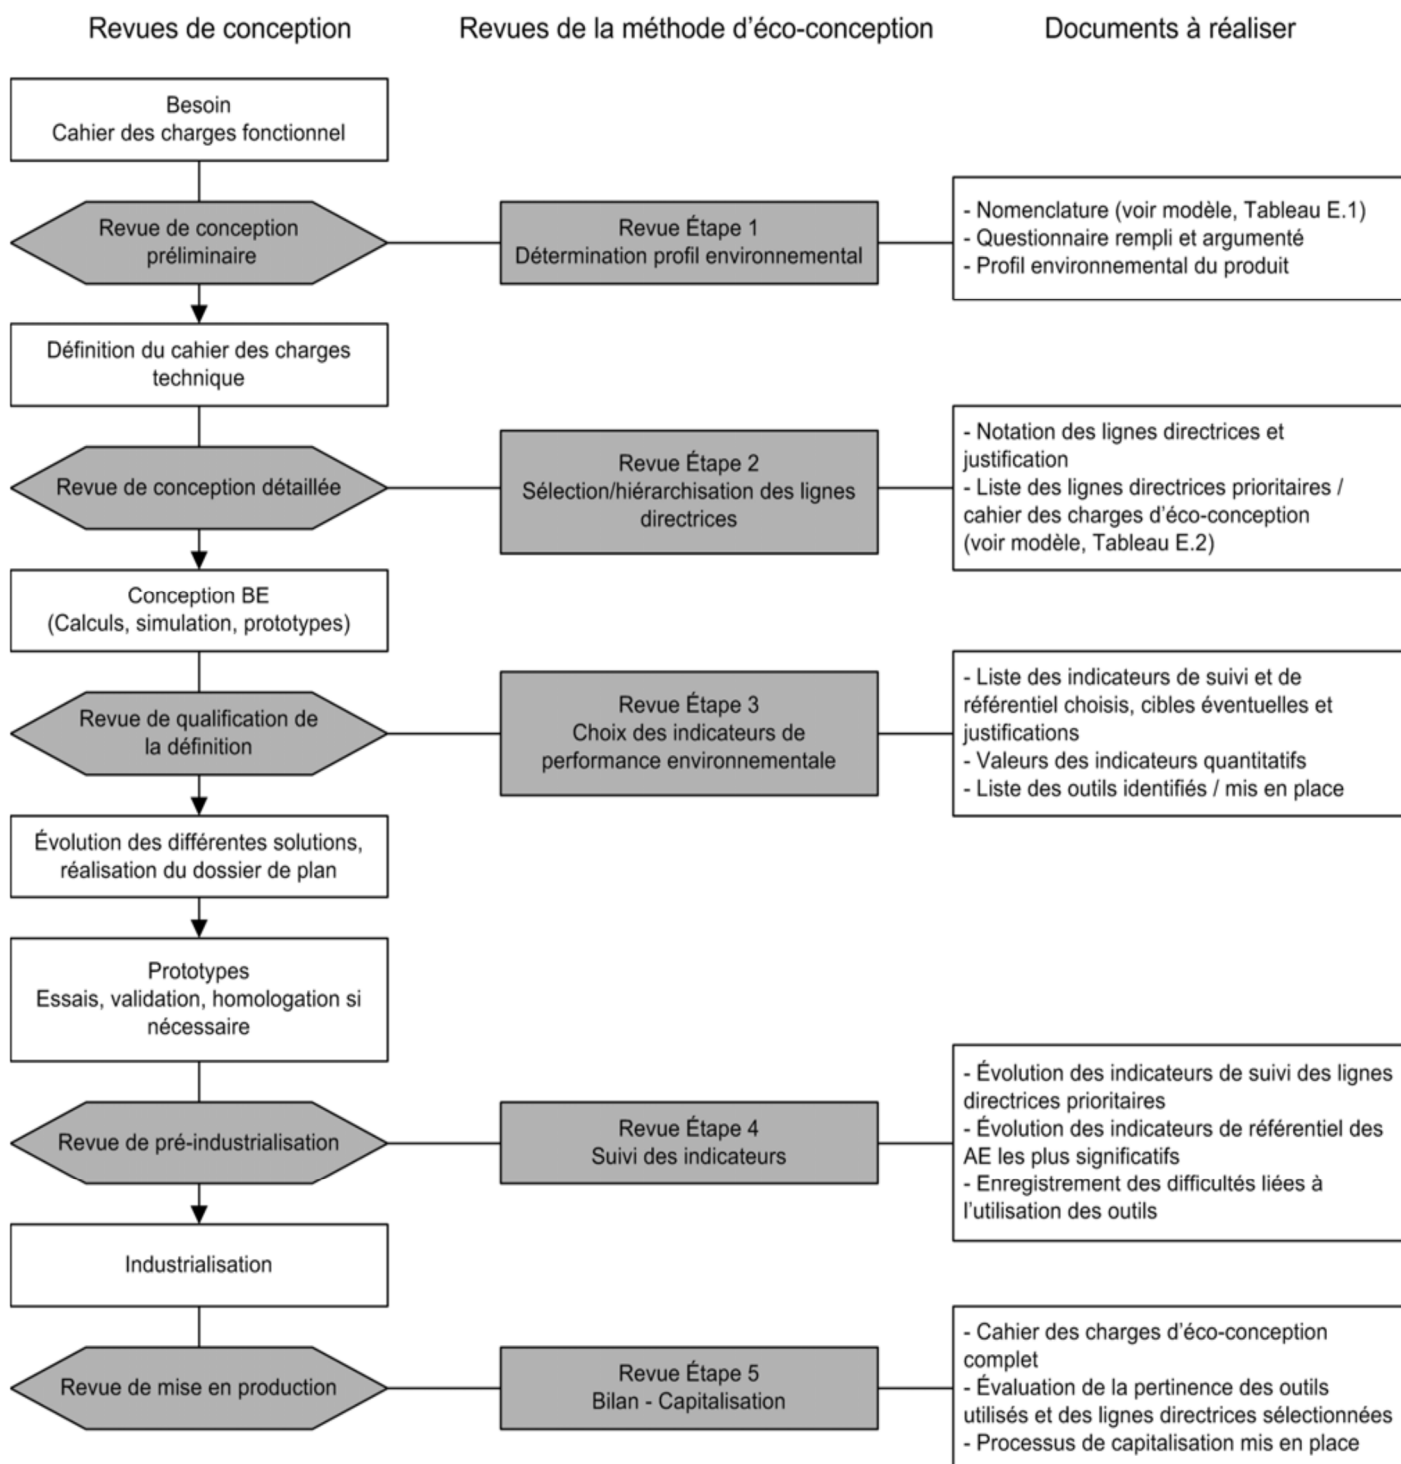 Revues de conception
Revues de la méthode d'éco-conception
Documents à réaliser
Besoin
Cahier des charges fonctionnel
Revue de conception
préliminaire
Revue Étape 1
Détermination profil environnemental
- Nomenclature (voir modèle, Tableau E.1)
- Questionnaire rempli et argumenté
- Profil environnemental du produit
Définition du cahier des charges
technique
Revue de conception détaillée
Revue Étape 2
Sélection/hiérarchisation des lignes
directrices
- Notation des lignes directrices et
justification
- Liste des lignes directrices prioritaires /
cahier des charges d'éco-conception
(voir modèle, Tableau E.2)
Conception BE
(Calculs, simulation, prototypes)
Revue de qualification de
la définition
Revue Étape 3
Choix des indicateurs de
performance environnementale
- Liste des indicateurs de suivi et de
référentiel choisis, cibles éventuelles et
justifications
- Valeurs des indicateurs quantitatifs
- Liste des outils identifiés / mis en place
Évolution des différentes solutions,
réalisation du dossier de plan
Prototypes
Essais, validation, homologation si
nécessaire
Revue de pré-industrialisation
Revue Étape 4
Suivi des indicateurs
- Évolution des indicateurs de suivi des lignes
directrices prioritaires
- Évolution des indicateurs de référentiel des
AE les plus significatifs
- Enregistrement des difficultés liées à
l'utilisation des outils
Industrialisation
Revue de mise en production
Revue Étape 5
Bilan - Capitalisation
- Cahier des charges d'éco-conception
complet
- Évaluation de la pertinence des outils
utilisés et des lignes directrices sélectionnées
- Processus de capitalisation mis en place